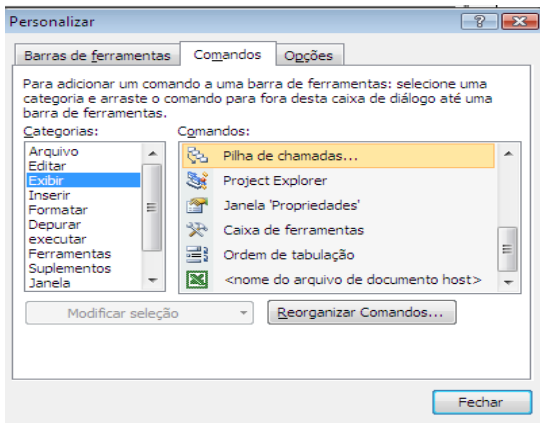 Personalizar
Barras de ferramentas
Comandos
Opções
Para adicionar um comando a uma barra de ferramentas: selecione uma
categoria e arraste o comando para fora desta caixa de diálogo até uma
barra de ferramentas.
Categorias:
Comandos:
Arquivo
Editar
Exibir
Inserir
Formatar
Depurar
executar
Ferramentas
Suplementos
Janela
Pilha de chamadas...
Project Explorer
Janela 'Propriedades'
Caixa de ferramentas
Ordem de tabulação
<nome do arquivo de documento host>
Modificar seleção
Reorganizar Comandos...
Fechar